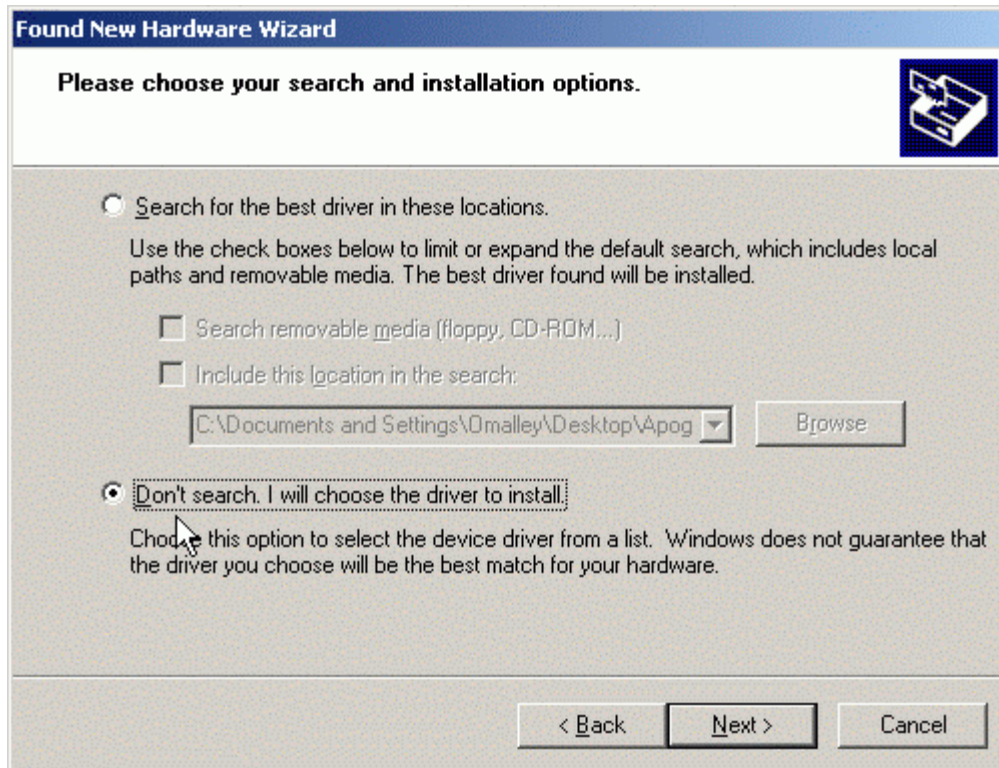 Found New Hardware Wizard
Please choose your search and installation options.
Search for the best driver in these locations.
Use the check boxes below to limit or expand the default search, which includes local
paths and removable media. The best driver found will be installed.
Search removable media (floppy, CD-ROM...)
Include this location in the search:
C:\Documents and Settings\Omalley\Desktop\Apog
Browse
Don't search. I will choose the driver to install.
Choose this option to select the device driver from a list. Windows does not guarantee that
the driver you choose will be the best match for your hardware.
< Back Next > Cancel